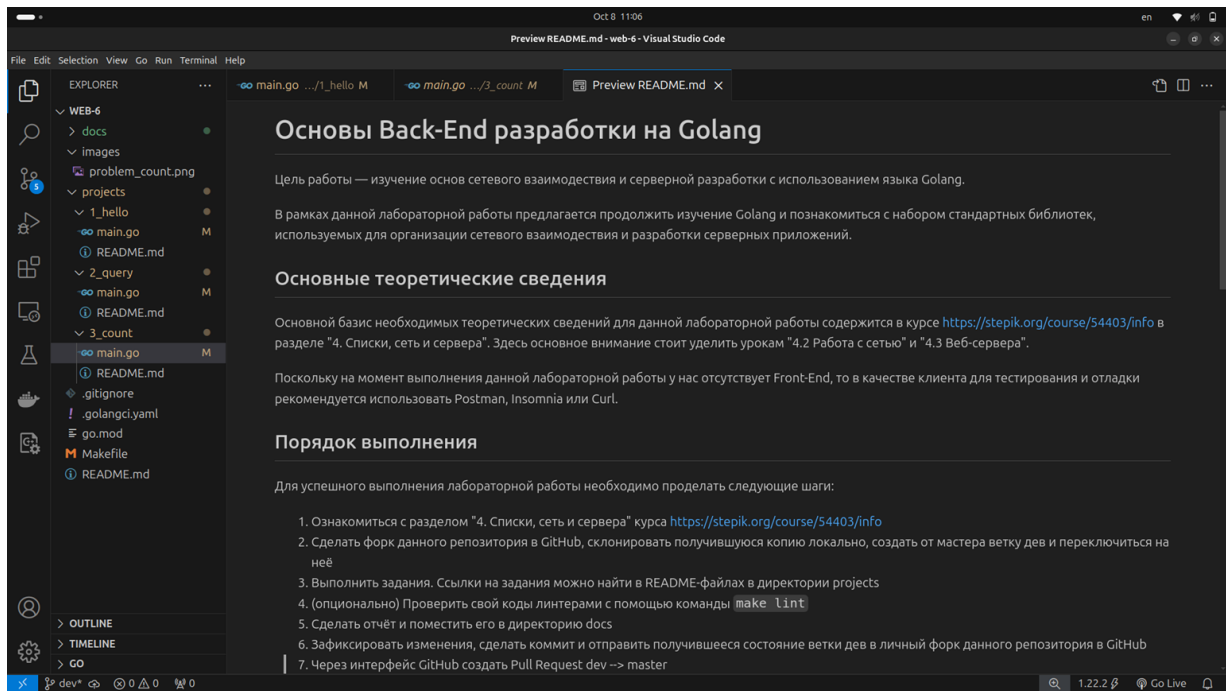 Oct 8 11:06
en
Preview README.md - web-6 - Visual Studio Code
File Edit Selection View Go Run Terminal Help
EXPLORER
main.go .../1_hello M
main.go .../3_count M
Preview README.md
WEB-6
docs
images
problem_count.png
projects
1_hello
main.go M
README.md
2_query
main.go M
README.md
3_count
main.go M
README.md
.gitignore
.golangci.yaml
go.mod
Makefile
README.md
OUTLINE
TIMELINE
GO
5
Основы Back-End разработки на Golang
Цель работы — изучение основ сетевого взаимодествия и серверной разработки с использованием языка Golang.
В рамках данной лабораторной работы предлагается продолжить изучение Golang и познакомиться с набором стандартных библиотек,
используемых для организации сетевого взаимодествия и разработки серверных приложений.
Основные теоретические сведения
Основной базис необходимых теоретических сведений для данной лабораторной работы содержится в курсе https://stepik.org/course/54403/info в
разделе "4. Списки, сеть и сервера". Здесь основное внимание стоит уделить урокам "4.2 Работа с сетью" и "4.3 Веб-сервера".
Поскольку на момент выполнения данной лабораторной работы у нас отсутствует Front-End, то в качестве клиента для тестирования и отладки
рекомендуется использовать Postman, Insomnia или Curl.
Порядок выполнения
Для успешного выполнения лабораторной работы необходимо проделать следующие шаги:
1. Ознакомиться с разделом "4. Списки, сеть и сервера" курса https://stepik.org/course/54403/info
2. Сделать форк данного репозитория в GitHub, склонировать получившуюся копию локально, создать от мастера ветку дев и переключиться на
неё
3. Выполнить задания. Ссылки на задания можно найти в README-файлах в директории projects
4. (опционально) Проверить свой коды линтерами с помощью команды make lint
5. Сделать отчёт и поместить его в директорию docs
6. Зафиксировать изменения, сделать коммит и отправить получившееся состояние ветки дев в личный форк данного репозитория в GitHub
7. Через интерфейс GitHub создать Pull Request dev --> master
dev* 0 0 0
1.22.2 Go Live